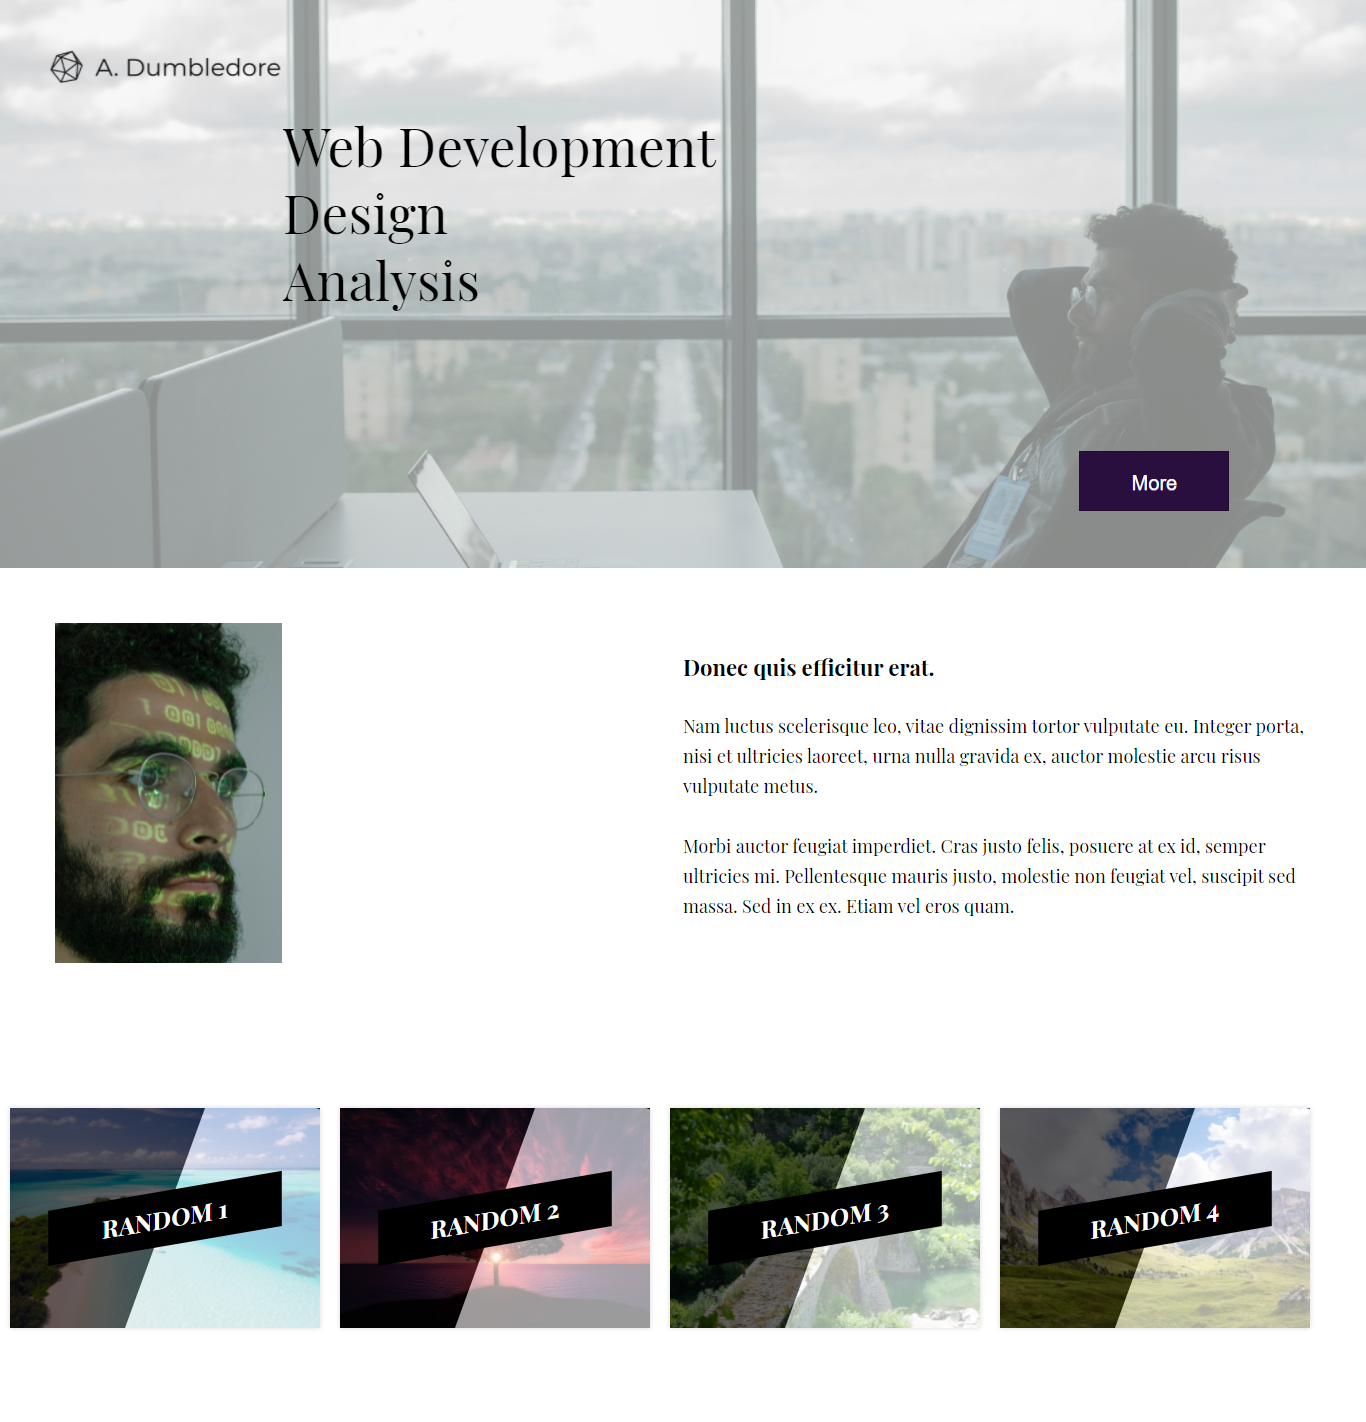 A. Dumbledore
Web Development
Design
Analysis
More
Donec quis efficitur erat.
Nam luctus scelerisque leo, vitae dignissim tortor vulputate eu. Integer porta,
nisi et ultricies laoreet, urna nulla gravida ex, auctor molestie arcu risus
vulputate metus.
Morbi auctor feugiat imperdiet. Cras justo felis, posuere at ex id, semper
ultricies mi. Pellentesque mauris justo, molestie non feugiat vel, suscipit sed
massa. Sed in ex ex. Etiam vel eros quam.
RANDOM 1
RANDOM 2
RANDOM 3
RANDOM 4